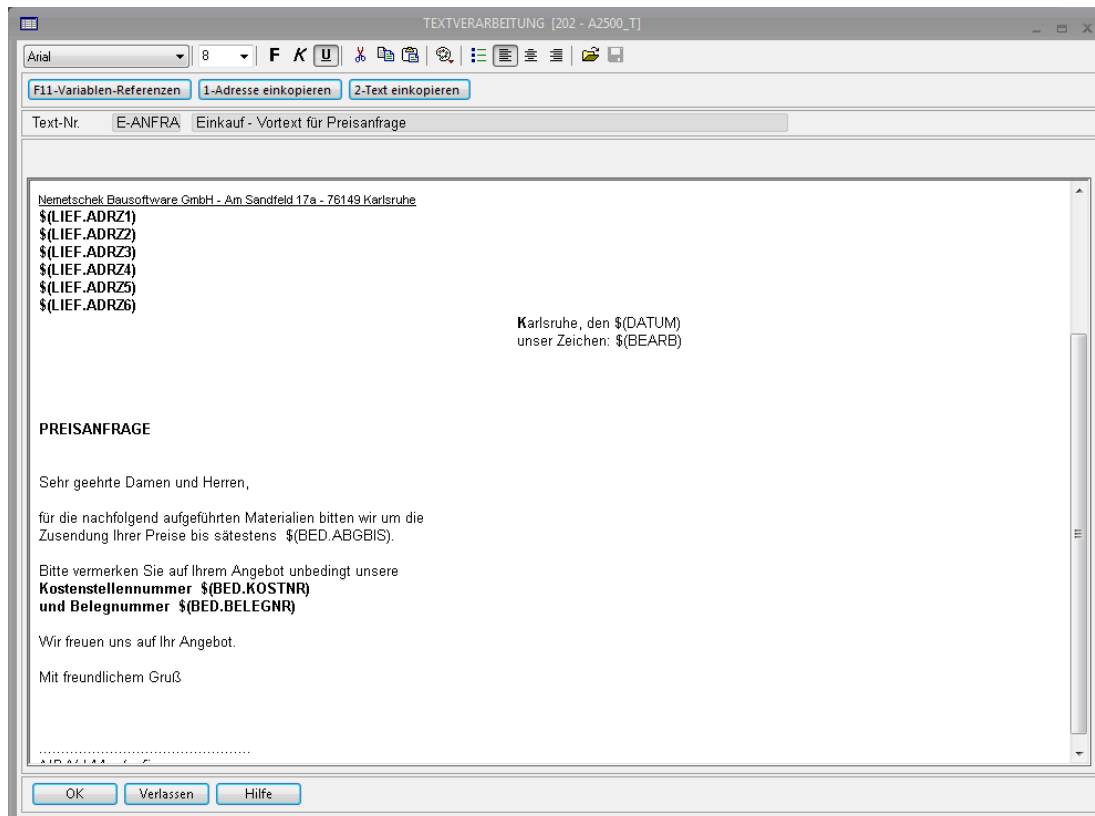 TEXTVERARBEITUNG [202 - A2500_T]
Arial 8 F K U
F11-Variablen-Referenzen 1-Adresse einkopieren 2-Text einkopieren
Text-Nr. E-ANFRA Einkauf - Vortext für Preisanfrage
Nemetschek Bausoftware GmbH - Am Sandfeld 17a - 76149 Karlsruhe
$(LIEF.ADRZ1)
$(LIEF.ADRZ2)
$(LIEF.ADRZ3)
$(LIEF.ADRZ4)
$(LIEF.ADRZ5)
$(LIEF.ADRZ6)
Karlsruhe, den $(DATUM)
unser Zeichen: $(BEARB)
PREISANFRAGE
Sehr geehrte Damen und Herren,
für die nachfolgend aufgeführten Materialien bitten wir um die
Zusendung Ihrer Preise bis sätestens $(BED.ABGBIS).
Bitte vermerken Sie auf Ihrem Angebot unbedingt unsere
Kostenstellennummer $(BED.KOSTNR)
und Belegnummer $(BED.BELEGNR)
Wir freuen uns auf Ihr Angebot.
Mit freundlichem Gruß
................................................
OK Verlassen Hilfe